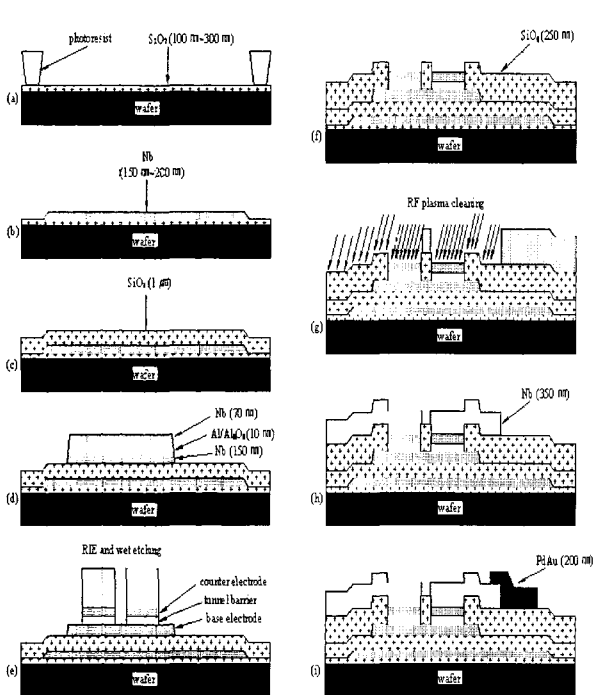 photoresist
SiO₂ (100 nm~300 nm)
(a)
wafer
Nb
(150 nm~200 nm)
(b)
wafer
SiO₂ (1 μm)
(c)
wafer
Nb (70 nm)
Al/Al₂O₃ (10 nm)
Nb (150 nm)
(d)
wafer
RIE and wet etching
counter electrode
tunnel barrier
base electrode
(e)
wafer
(250 nm)
(f)
wafer
RF plasma cleaning
(g)
wafer
Nb (350 nm)
(h)
wafer
PdAu (200 nm)
(i)
wafer